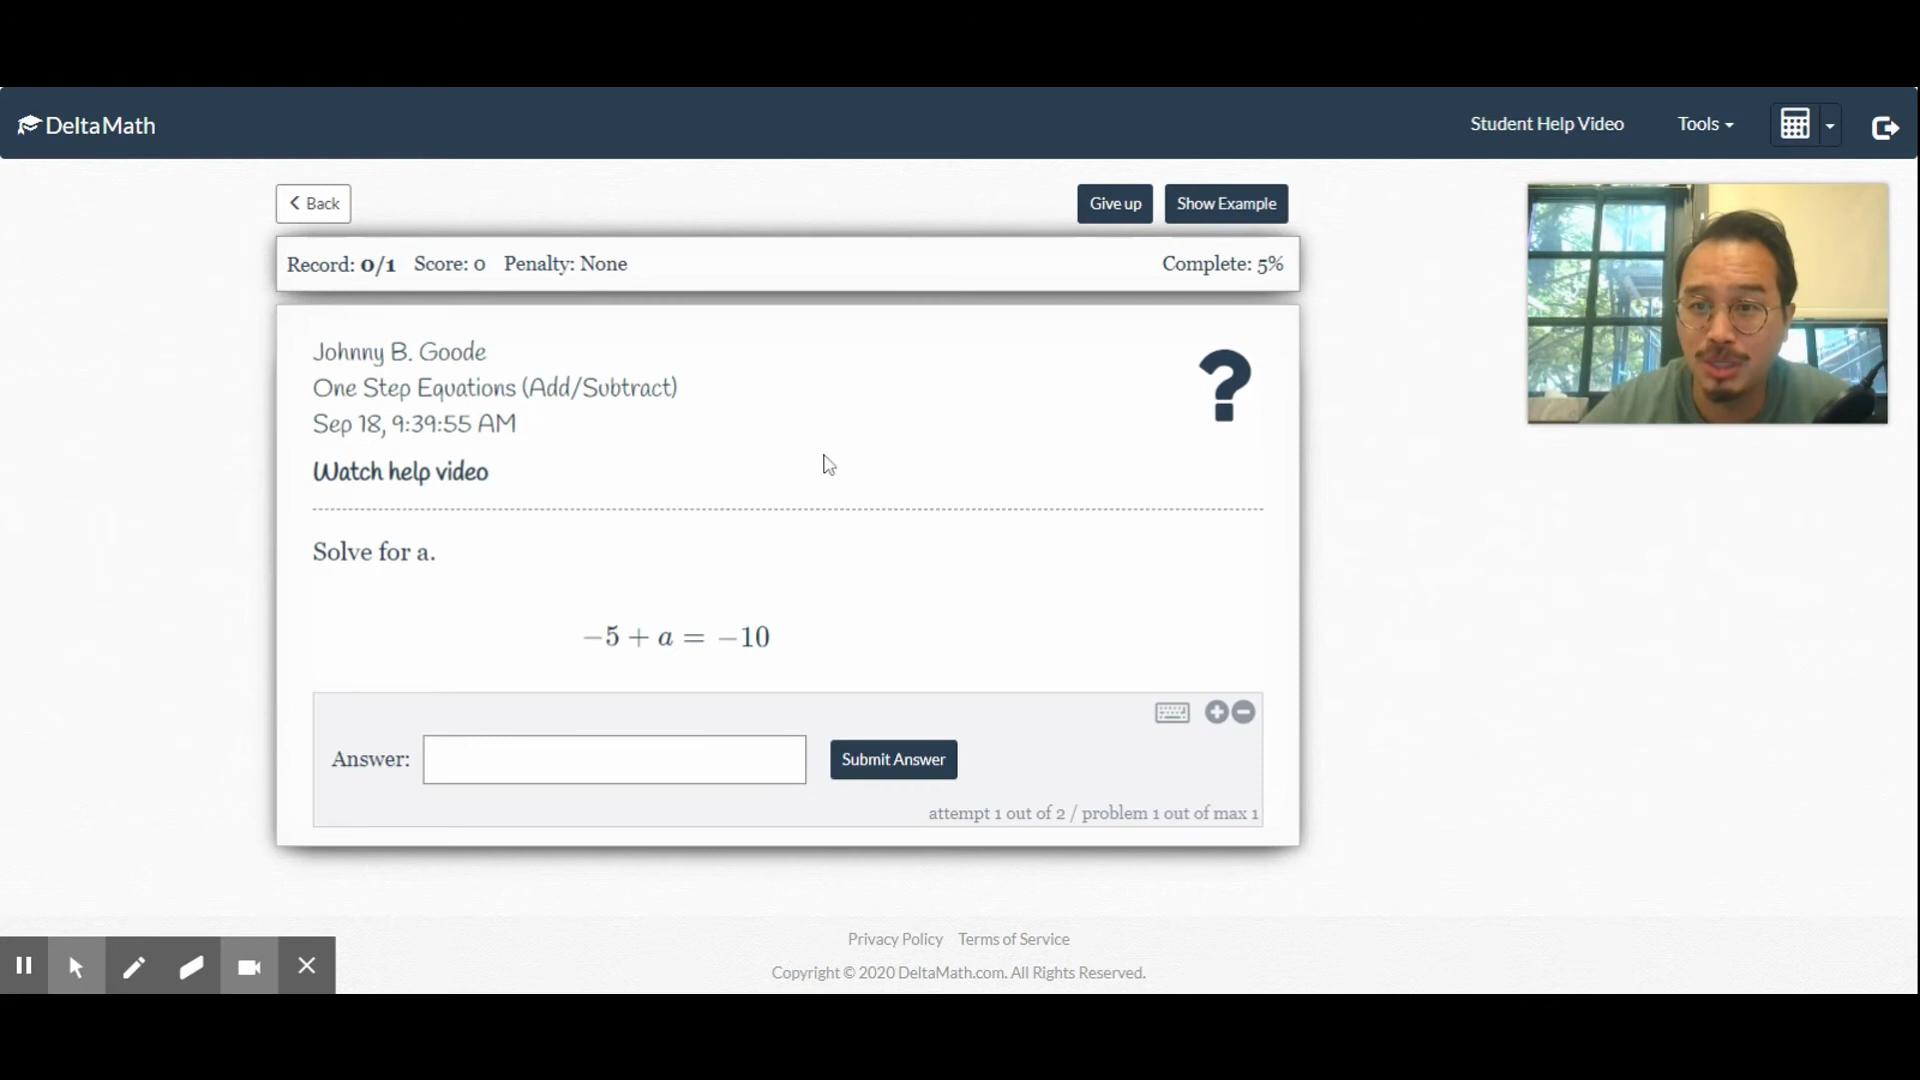 DeltaMath
Student Help Video
Tools
Back
Give up
Show Example
Record: 0/1 Score: 0 Penalty: None
Complete: 5%
Johnny B. Goode
One Step Equations (Add/Subtract)
Sep 18, 9:39:55 AM
?
Watch help video
Solve for a.
−5 + a = −10
Answer:
Submit Answer
attempt 1 out of 2 / problem 1 out of max 1
Privacy Policy Terms of Service
Copyright © 2020 DeltaMath.com. All Rights Reserved.